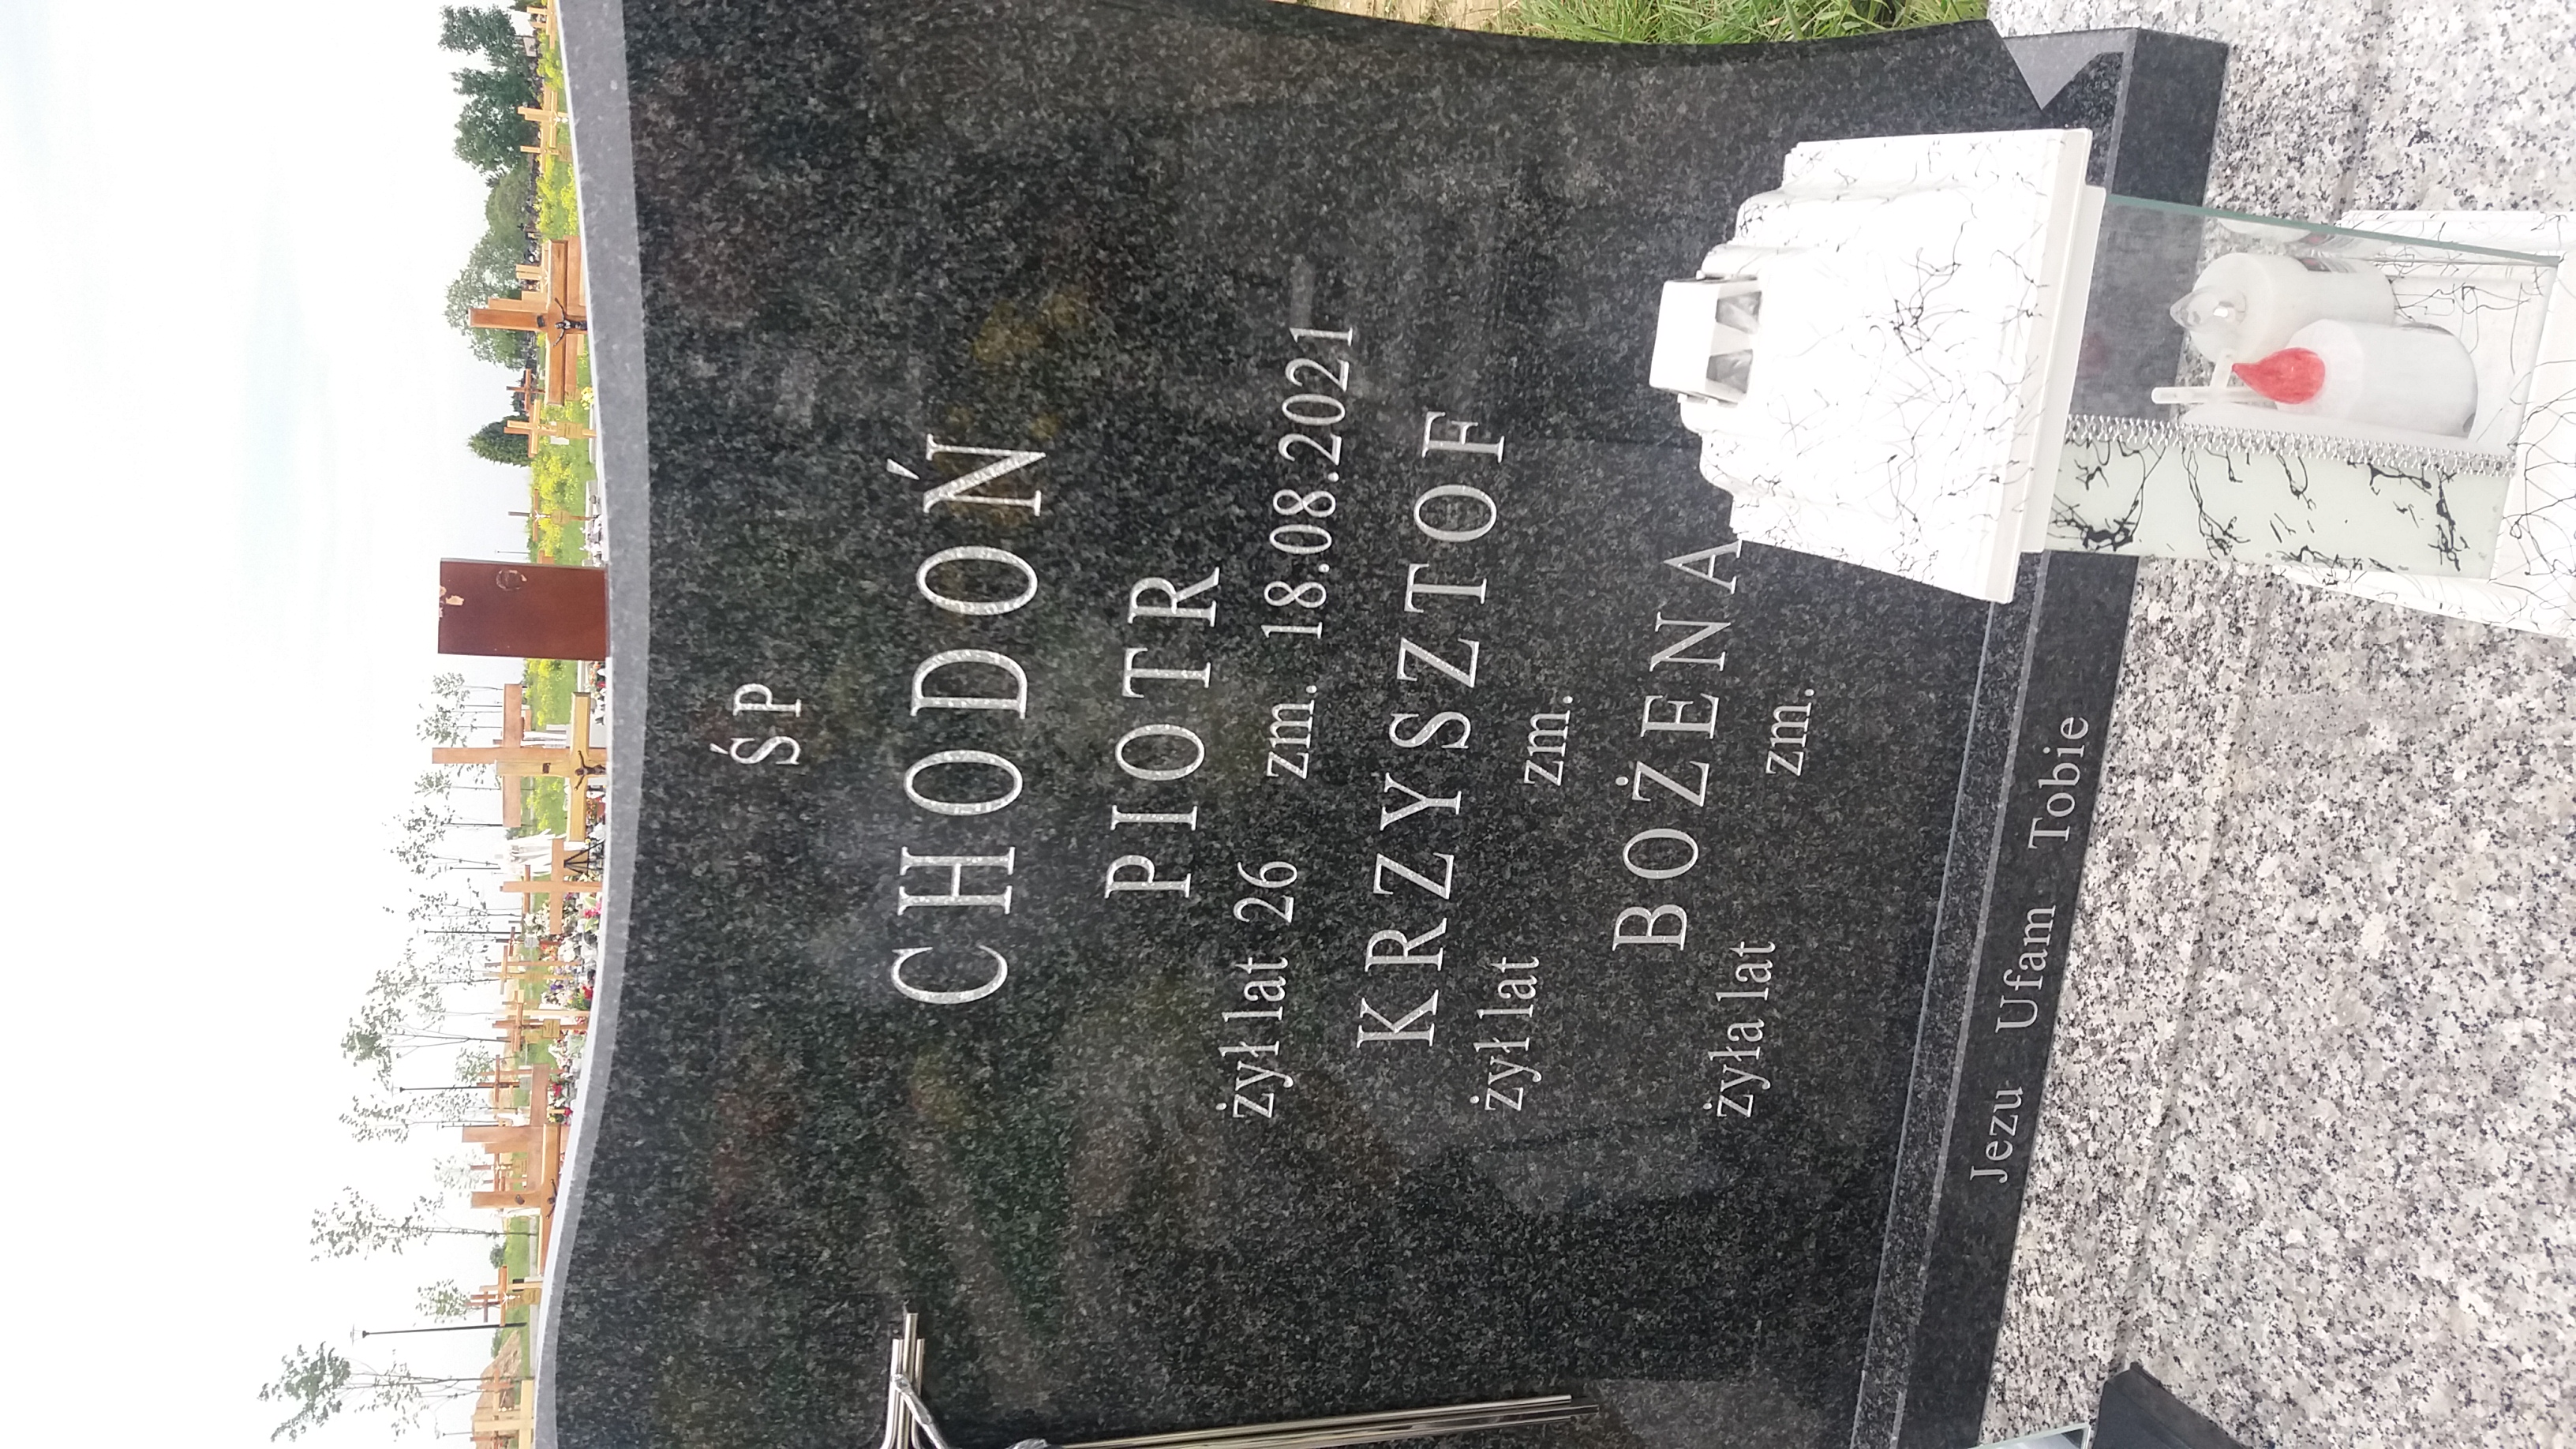 ŚP
CHODOŃ
PIOTR
żył lat 26 zm. 18.08.2021
KRZYSZTOF
żył lat zm.
BOŻENA
żyła lat zm.
Jezu Ufam Tobie